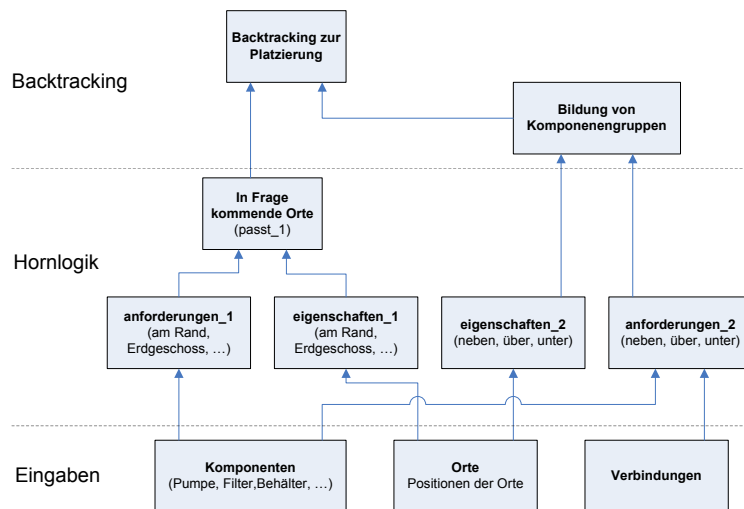 Backtracking zur
Platzierung
Backtracking
Bildung von
Komponenengruppen
In Frage
kommende Orte
(passt_1)
Hornlogik
anforderungen_1
(am Rand,
Erdgeschoss, ...)
eigenschaften_1
(am Rand,
Erdgeschoss, ...)
eigenschaften_2
(neben, über, unter)
anforderungen_2
(neben, über, unter)
Eingaben
Komponenten
(Pumpe, Filter,Behälter, ...)
Orte
Positionen der Orte
Verbindungen